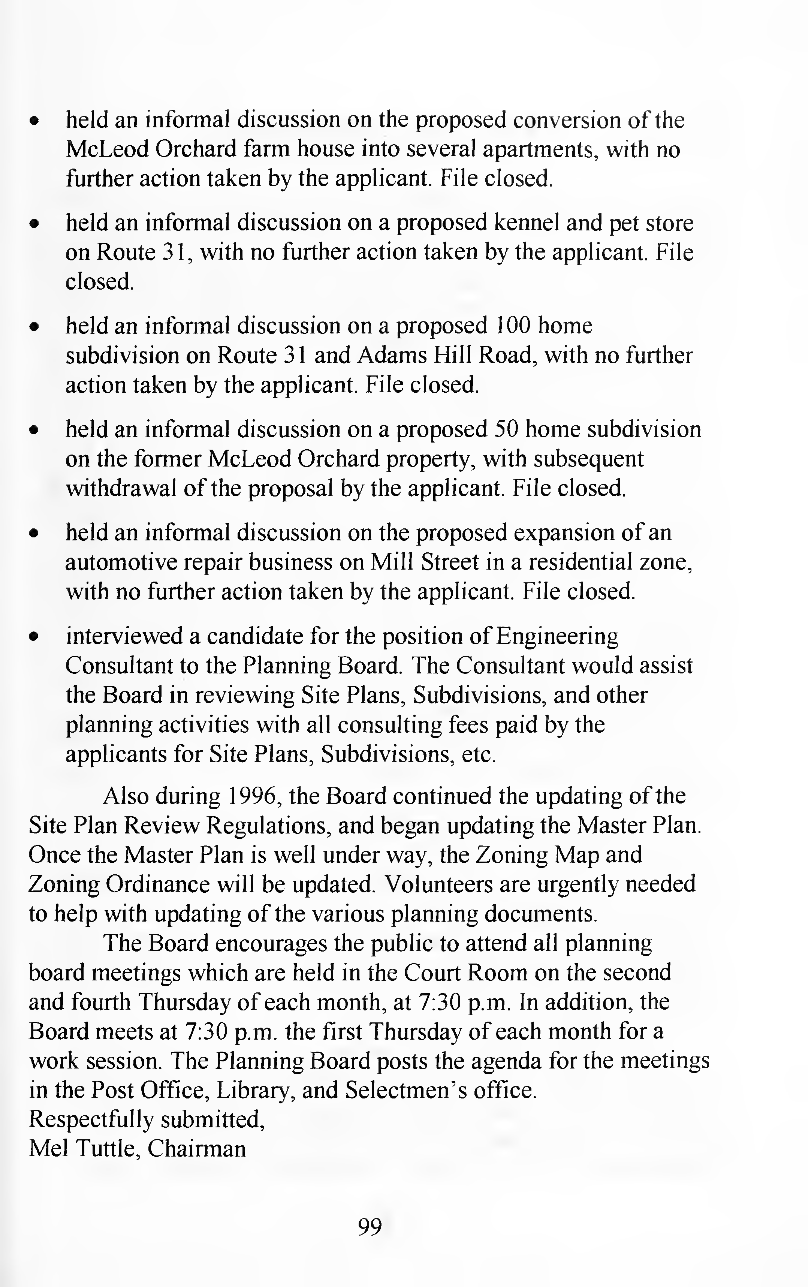 • held an informal discussion on the proposed conversion of the
McLeod Orchard farm house into several apartments, with no
further action taken by the applicant. File closed.
• held an informal discussion on a proposed kennel and pet store
on Route 31, with no further action taken by the applicant. File
closed.
• held an informal discussion on a proposed 100 home
subdivision on Route 31 and Adams Hill Road, with no further
action taken by the applicant. File closed.
• held an informal discussion on a proposed 50 home subdivision
on the former McLeod Orchard property, with subsequent
withdrawal of the proposal by the applicant. File closed.
• held an informal discussion on the proposed expansion of an
automotive repair business on Mill Street in a residential zone,
with no further action taken by the applicant. File closed.
• interviewed a candidate for the position of Engineering
Consultant to the Planning Board. The Consultant would assist
the Board in reviewing Site Plans, Subdivisions, and other
planning activities with all consulting fees paid by the
applicants for Site Plans, Subdivisions, etc.
Also during 1996, the Board continued the updating of the
Site Plan Review Regulations, and began updating the Master Plan.
Once the Master Plan is well under way, the Zoning Map and
Zoning Ordinance will be updated. Volunteers are urgently needed
to help with updating of the various planning documents.
The Board encourages the public to attend all planning
board meetings which are held in the Court Room on the second
and fourth Thursday of each month, at 7:30 p.m. In addition, the
Board meets at 7:30 p.m. the first Thursday of each month for a
work session. The Planning Board posts the agenda for the meetings
in the Post Office, Library, and Selectmen's office.
Respectfully submitted,
Mel Tuttle, Chairman
99